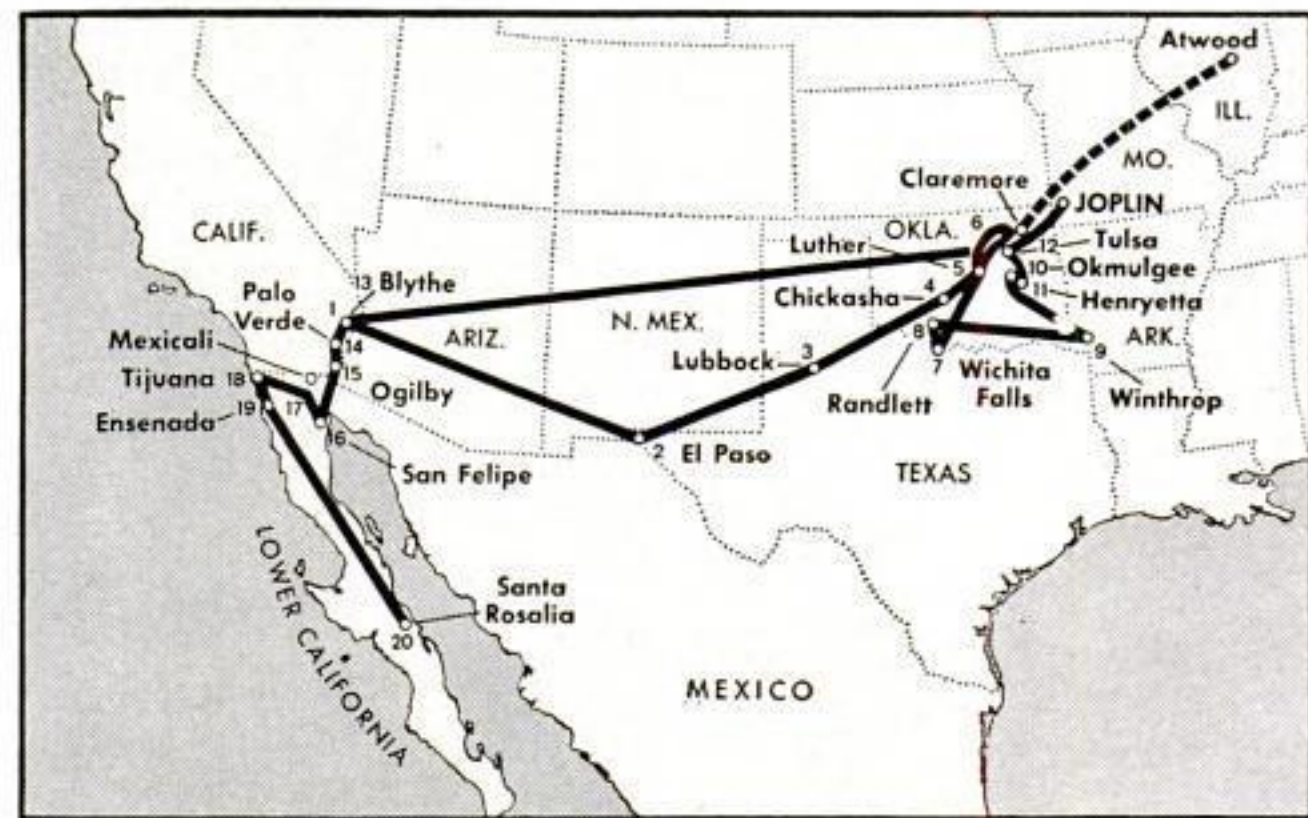 Atwood
ILL.
MO.
Claremore
JOPLIN
6
OKLA.
12
Tulsa
CALIF.
Luther
5
10
Okmulgee
13
Blythe
4
11
Henryetta
Palo
Verde
1
Chickasha
N. MEX.
14
ARIZ.
8
ARK.
Mexicali
3
Lubbock
9
15
7
Tijuana
18
Ogilby
Wichita
Falls
17
Randlett
Winthrop
Ensenada
19
16
2
El Paso
San Felipe
TEXAS
LOWER CALIFORNIA
Santa
Rosalia
20
MEXICO